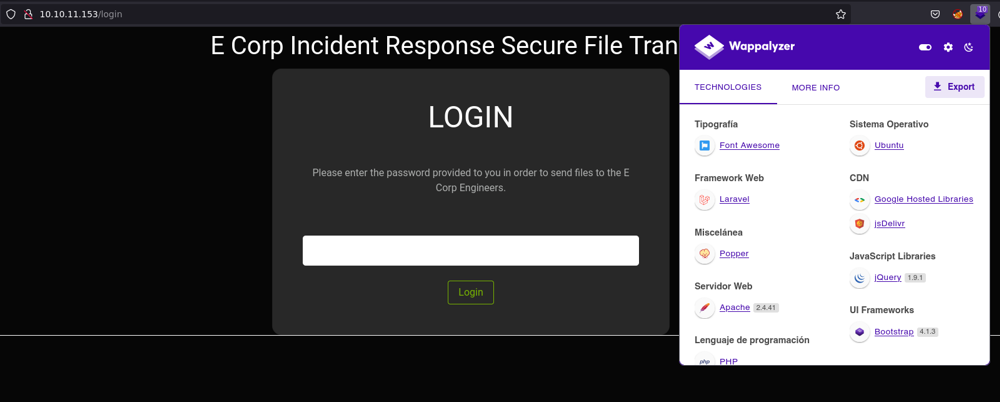 10.10.11.153/login
10
E Corp Incident Response Secure File Tran
LOGIN
Please enter the password provided to you in order to send files to the E
Corp Engineers.
Login
Wappalyzer
TECHNOLOGIES
MORE INFO
Export
Tipografía
Font Awesome
Framework Web
Laravel
Miscelánea
Popper
Servidor Web
Apache 2.4.41
Lenguaje de programación
php PHP
Sistema Operativo
Ubuntu
CDN
Google Hosted Libraries
jsDelivr
JavaScript Libraries
jQuery 1.9.1
UI Frameworks
Bootstrap 4.1.3